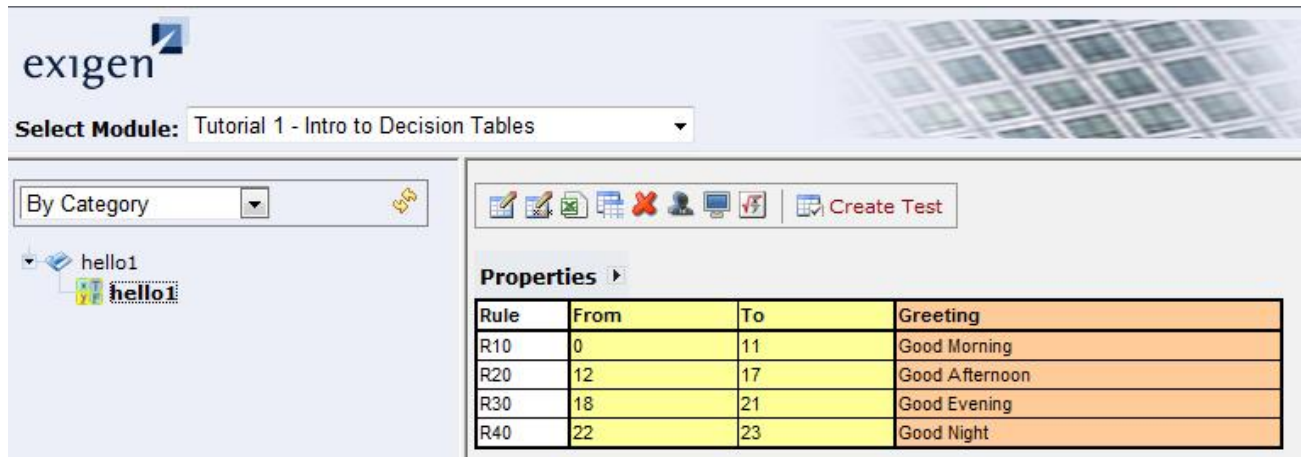 exigen
Select Module: Tutorial 1 - Intro to Decision Tables
By Category
hello1
hello1
Create Test
Properties
Rule From To Greeting
R10 0 11 Good Morning
R20 12 17 Good Afternoon
R30 18 21 Good Evening
R40 22 23 Good Night